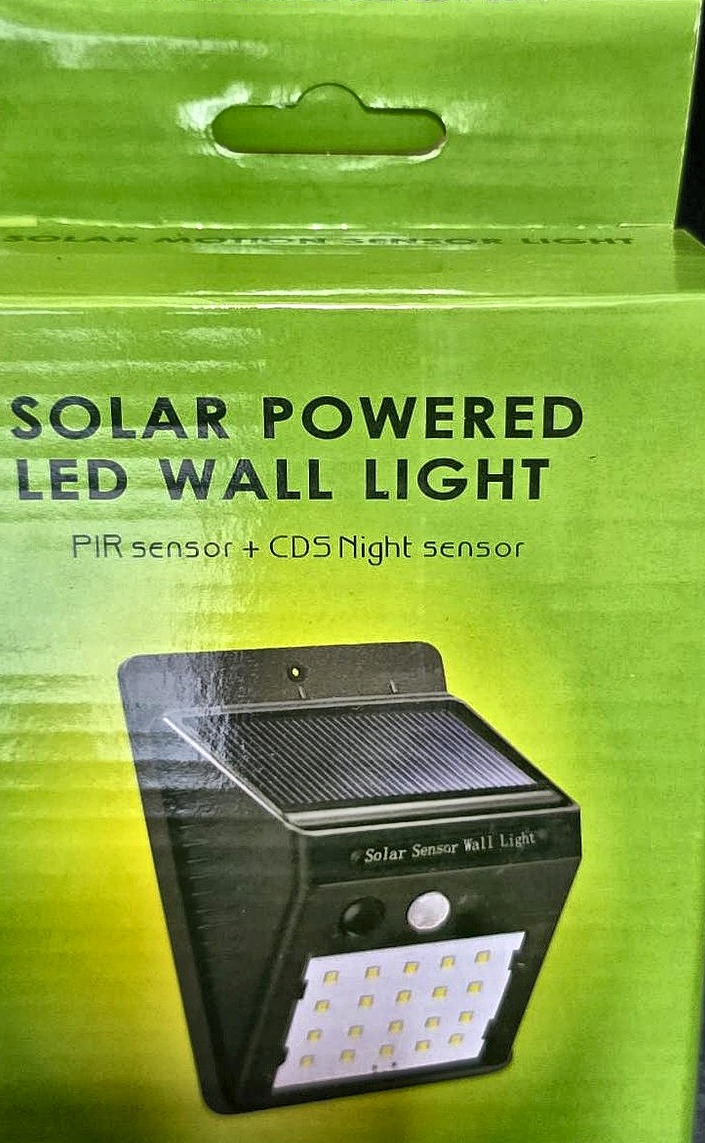 SOLAR MOTION SENSOR LIGHT
SOLAR POWERED
LED WALL LIGHT
PIR sensor + CDS Night sensor
Solar Sensor Wall Light